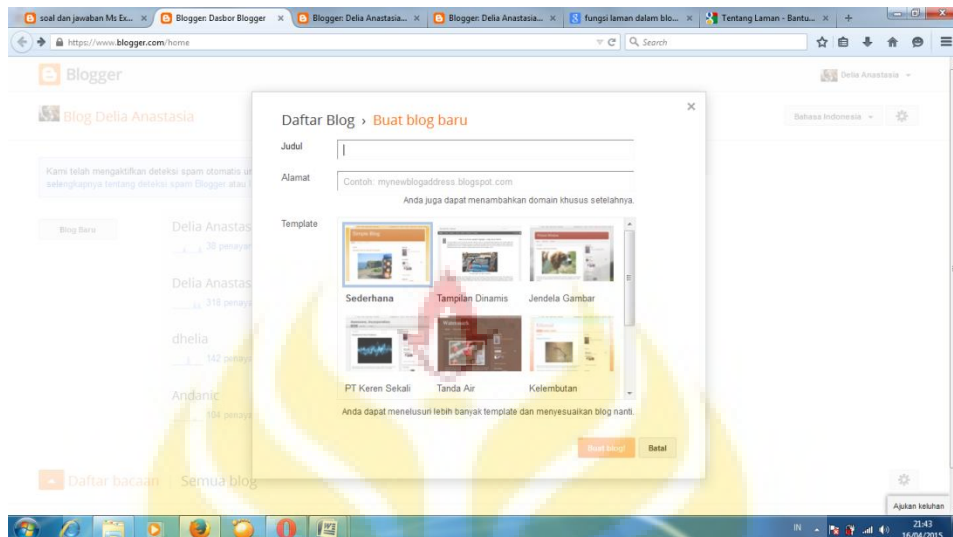 soal dan jawaban Ms Ex...
Blogger: Dasbor Blogger
Blogger: Delia Anastasia...
Blogger: Delia Anastasia...
fungsi laman dalam blo...
Tentang Laman - Bantu...
https://www.blogger.com/home
Search
Blogger
Delia Anastasia
Blog Delia Anastasia
Bahasa Indonesia
Daftar Blog › Buat blog baru
Judul
Alamat
Contoh: mynewblogaddress.blogspot.com
Anda juga dapat menambahkan domain khusus setelahnya.
Template
Sederhana
Tampilan Dinamis
Jendela Gambar
PT Keren Sekali
Tanda Air
Kelembutan
Anda dapat menelusuri lebih banyak template dan menyesuaikan blog nanti.
Buat blog!
Batal
Kami telah mengaktifkan deteksi spam otomatis
selengkapnya tentang deteksi spam Blogger atau
Blog Baru
Delia Anastas
38 penayan
Delia Anastas
316 penaya
dhelia
142 penaya
Andanic
104 penaya
Daftar bacaan
Semua blog
Ajukan keluhan
IN
21:43
16/04/2015